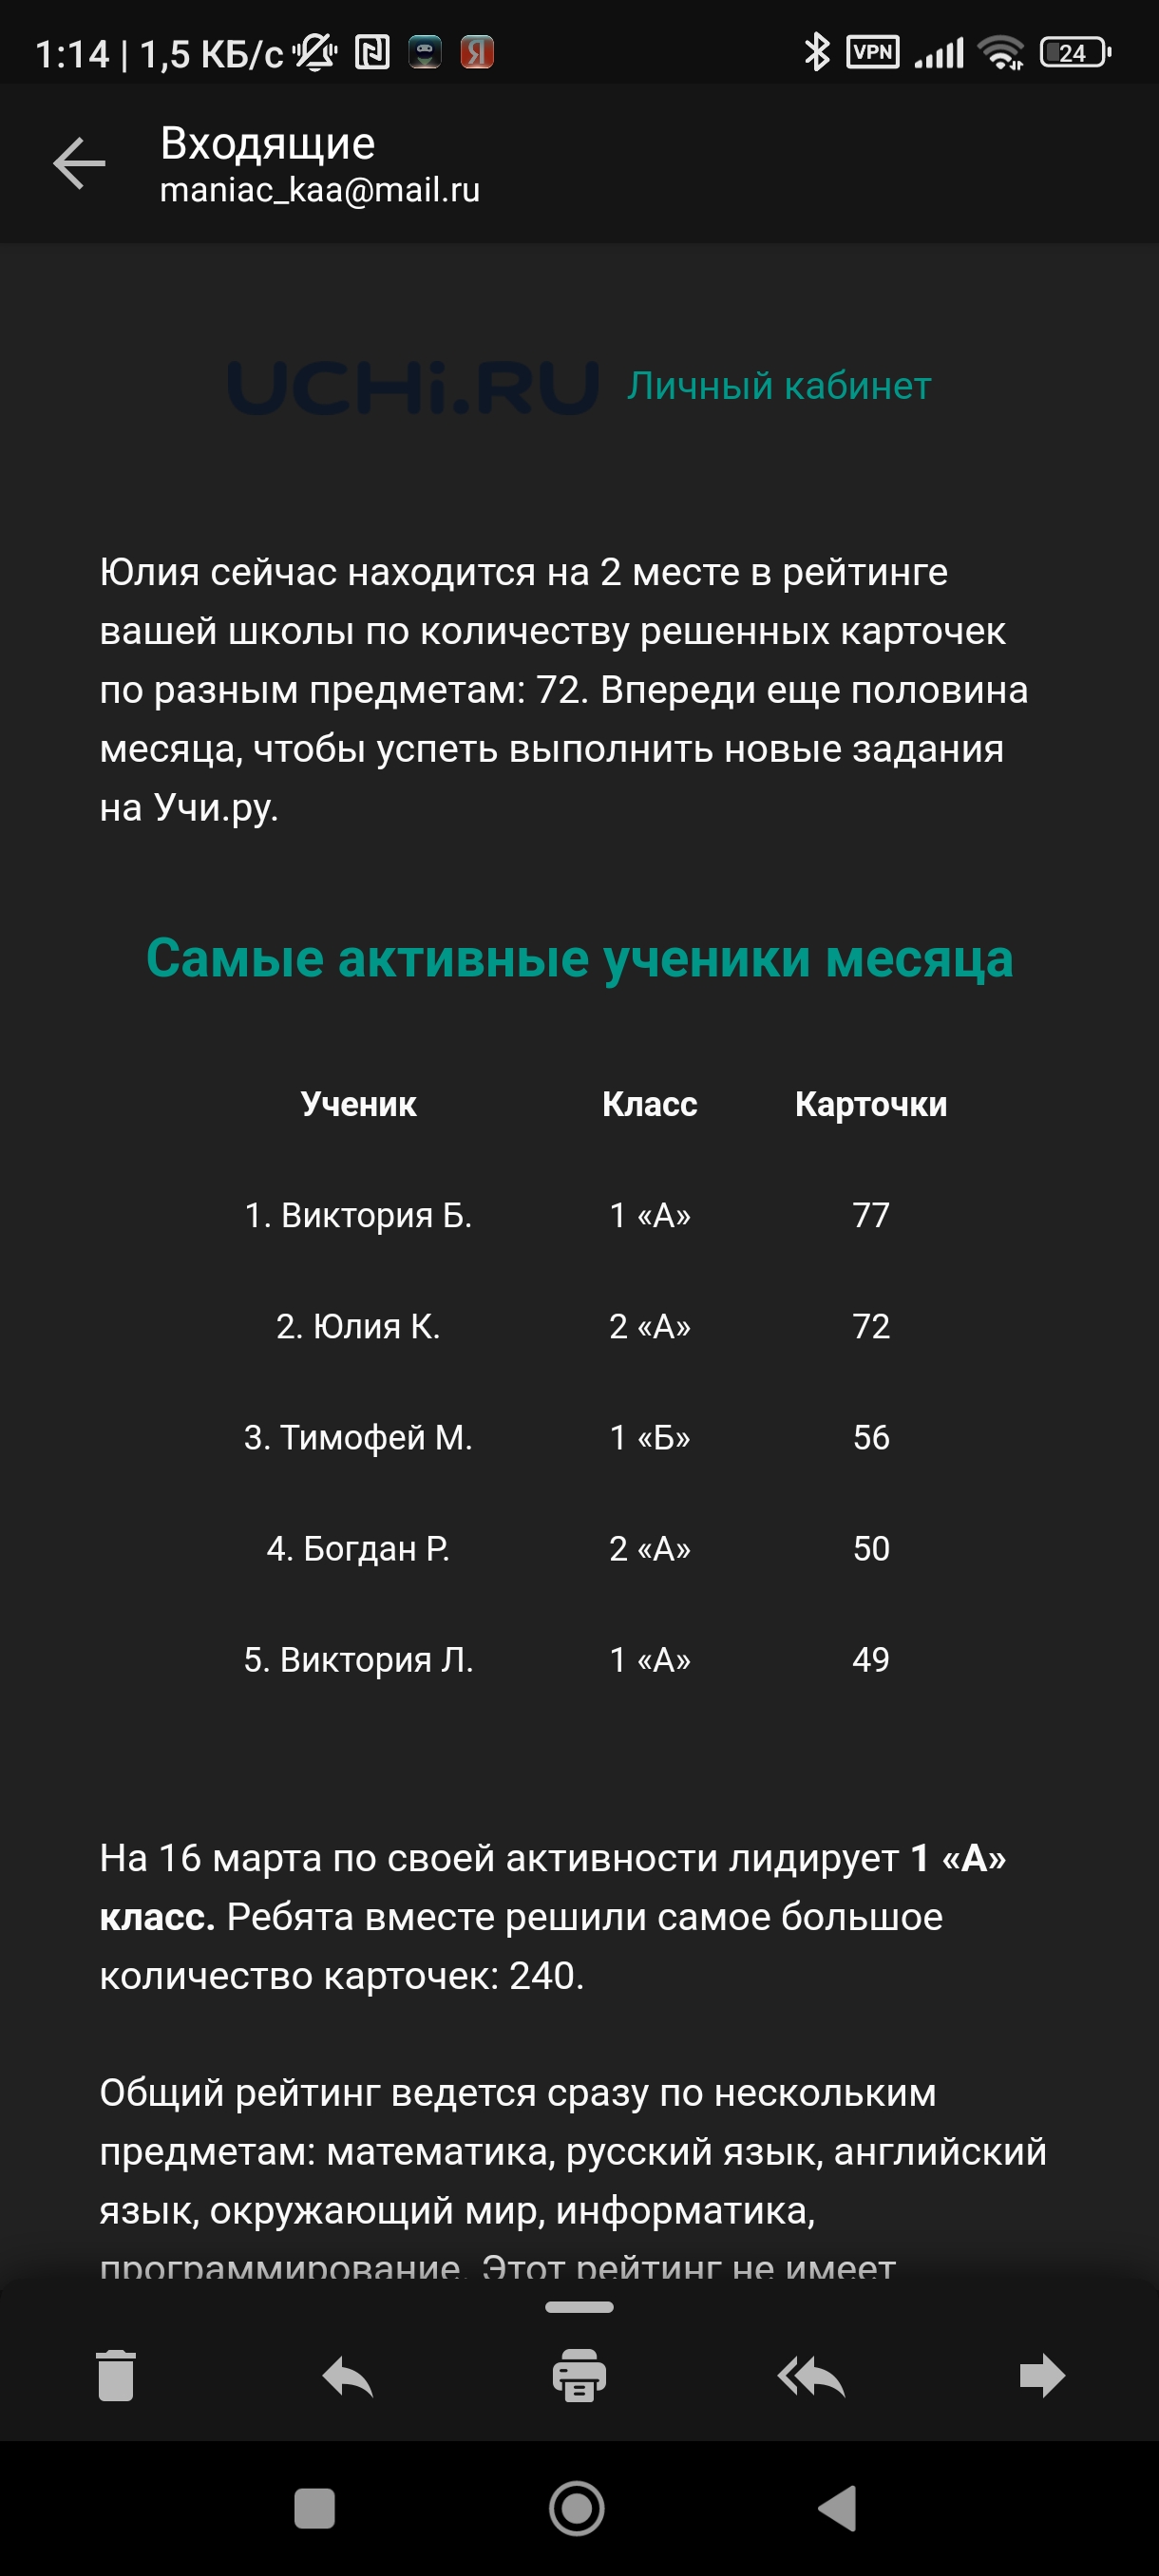 1:14 | 1,5 КБ/с
VPN
24
Входящие
maniac_kaa@mail.ru
UCHi.RU Личный кабинет
Юлия сейчас находится на 2 месте в рейтинге
вашей школы по количеству решенных карточек
по разным предметам: 72. Впереди еще половина
месяца, чтобы успеть выполнить новые задания
на Учи.ру.
Самые активные ученики месяца
Ученик Класс Карточки
1. Виктория Б. 1 «А» 77
2. Юлия К. 2 «А» 72
3. Тимофей М. 1 «Б» 56
4. Богдан Р. 2 «А» 50
5. Виктория Л. 1 «А» 49
На 16 марта по своей активности лидирует 1 «А»
класс. Ребята вместе решили самое большое
количество карточек: 240.
Общий рейтинг ведется сразу по нескольким
предметам: математика, русский язык, английский
язык, окружающий мир, информатика,
программирование. Этот рейтинг не имеет